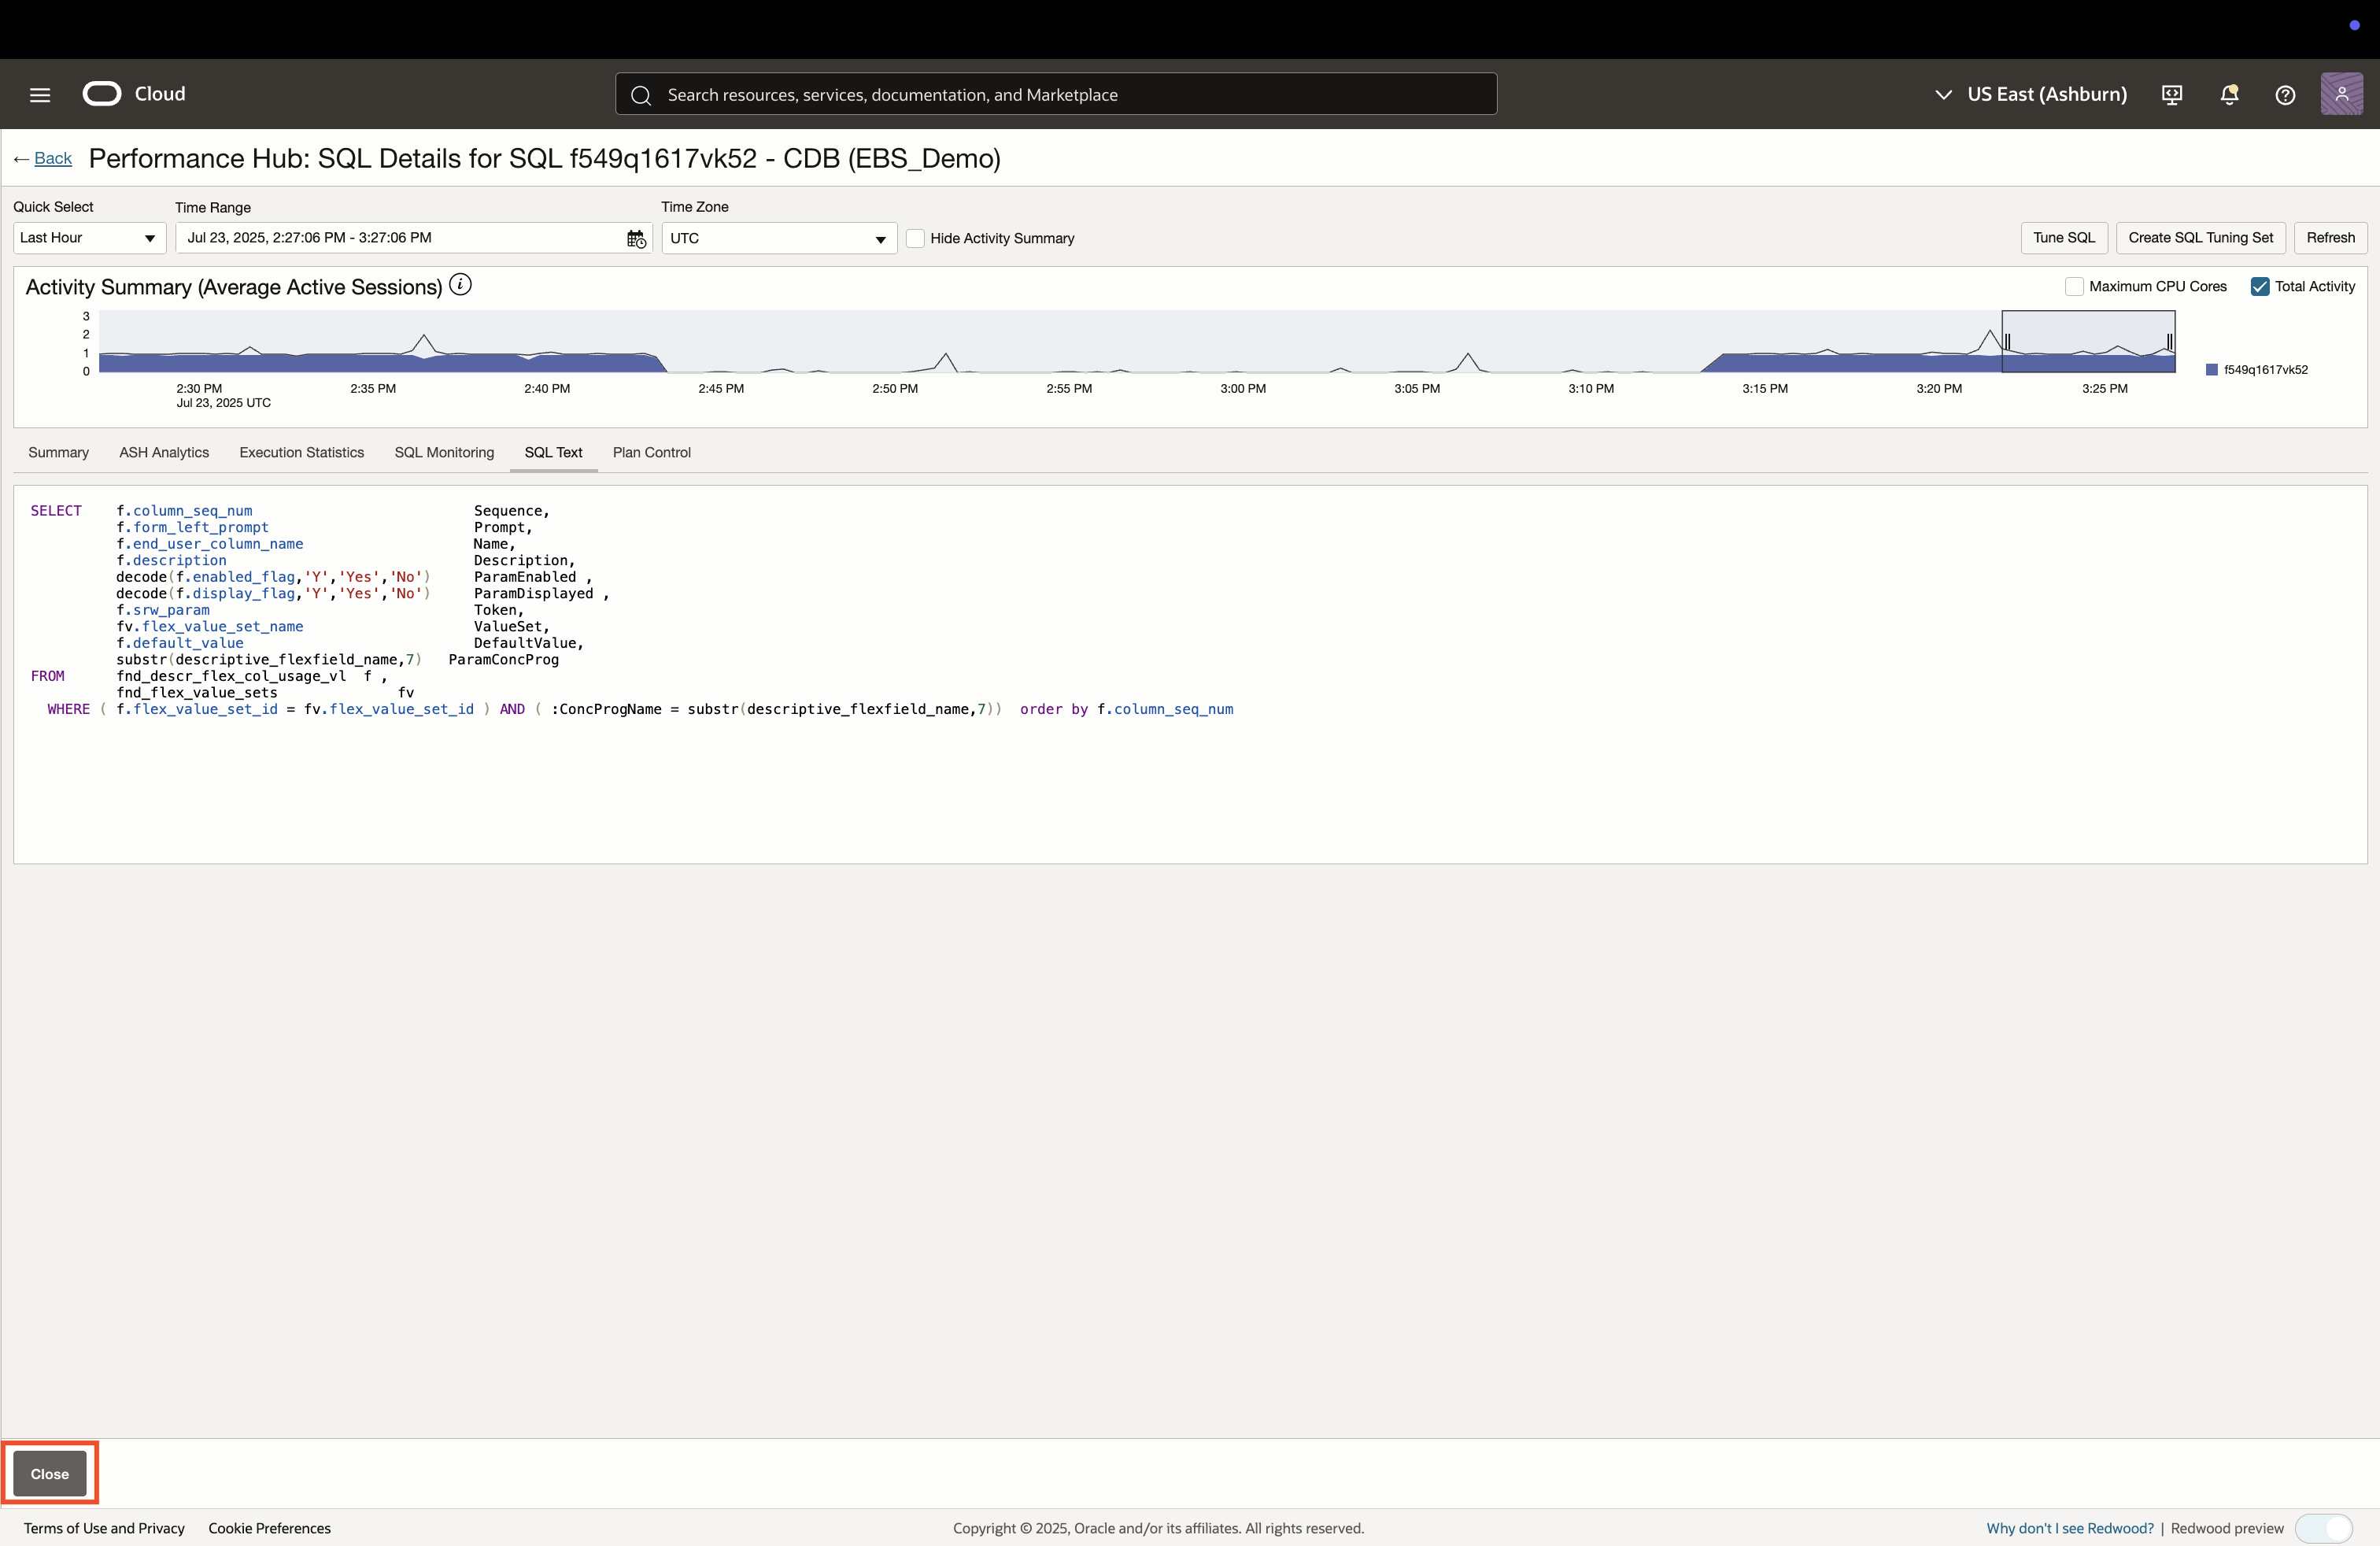 Cloud
Search resources, services, documentation, and Marketplace
US East (Ashburn)
← Back Performance Hub: SQL Details for SQL f549q1617vk52 - CDB (EBS_Demo)
Quick Select Time Range Time Zone
Last Hour Jul 23, 2025, 2:27:06 PM - 3:27:06 PM UTC Hide Activity Summary Tune SQL Create SQL Tuning Set Refresh
Activity Summary (Average Active Sessions) i Maximum CPU Cores Total Activity
3
2
1
0
f549q1617vk52
2:30 PM 2:35 PM 2:40 PM 2:45 PM 2:50 PM 2:55 PM 3:00 PM 3:05 PM 3:10 PM 3:15 PM 3:20 PM 3:25 PM
Jul 23, 2025 UTC
Summary ASH Analytics Execution Statistics SQL Monitoring SQL Text Plan Control
SELECT f.column_seq_num Sequence,
f.form_left_prompt Prompt,
f.end_user_column_name Name,
f.description Description,
decode(f.enabled_flag,'Y','Yes','No') ParamEnabled ,
decode(f.display_flag,'Y','Yes','No') ParamDisplayed ,
f.srw_param Token,
fv.flex_value_set_name ValueSet,
f.default_value DefaultValue,
substr(descriptive_flexfield_name,7) ParamConcProg
FROM fnd_descr_flex_col_usage_vl f ,
fnd_flex_value_sets fv
WHERE ( f.flex_value_set_id = fv.flex_value_set_id ) AND ( :ConcProgName = substr(descriptive_flexfield_name,7)) order by f.column_seq_num
Close
Terms of Use and Privacy Cookie Preferences Copyright © 2025, Oracle and/or its affiliates. All rights reserved. Why don't I see Redwood? | Redwood preview